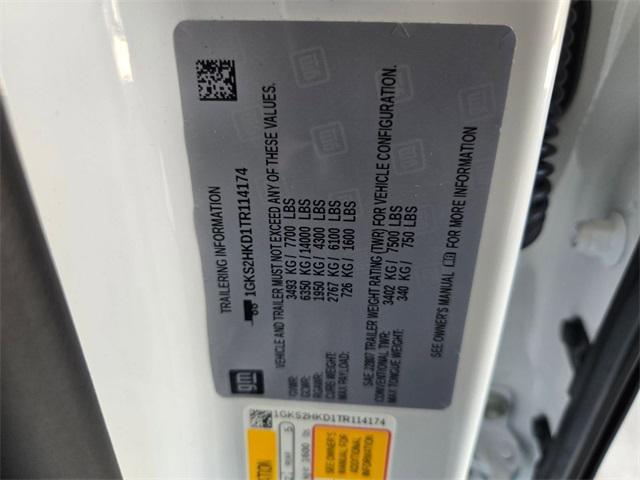 TRAILERING INFORMATION
1GKS2HKD1TR114174
VEHICLE AND TRAILER MUST NOT EXCEED ANY OF THESE VALUES.
GVWR: 3493 KG/ 7700 LBS
GCWR: 6350 KG/14000 LBS
RGAWR: 1950 KG/ 4300 LBS
CURB WEIGHT: 2767 KG/ 6100 LBS
MAX PAYLOAD: 726 KG/ 1600 LBS
SAE J2807 TRAILER WEIGHT RATING (TWR) FOR VEHICLE CONFIGURATION.
CONVENTIONAL TWR: 3402 KG/ 7500 LBS
MAX TONGUE WEIGHT: 340 KG/ 750 LBS
SEE OWNER'S MANUAL FOR MORE INFORMATION
gm
1GKS2HKD1TR114174
SEE OWNER'S
MANUAL FOR
ADDITIONAL
INFORMATION